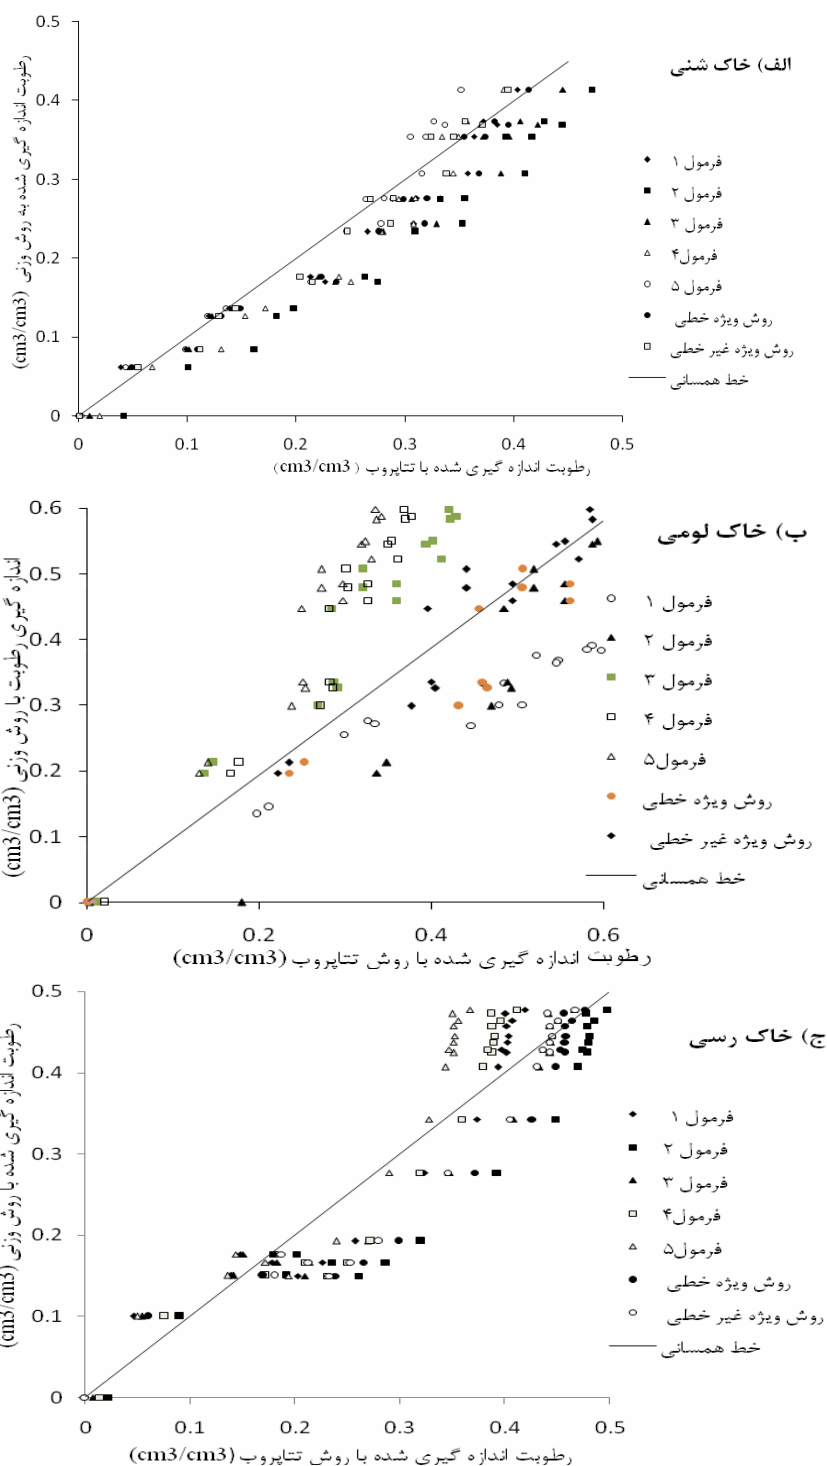 الف) خاک شنی
رطوبت اندازه گیری شده به روش وزنی (cm3/cm3)
0.5
0.4
0.3
0.2
0.1
0
فرمول ۱
فرمول ۲
فرمول ۳
فرمول۴
فرمول ۵
روش ویژه خطی
روش ویژه غیر خطی
خط همسانی
0 0.1 0.2 0.3 0.4 0.5
رطوبت اندازه گیری شده با تتاپروب (cm3/cm3)
ب) خاک لومی
اندازه گیری رطوبت با روش وزنی (cm3/cm3)
0.6
0.5
0.4
0.3
0.2
0.1
0
فرمول ۱
فرمول ۲
فرمول ۳
فرمول ۴
فرمول۵
روش ویژه خطی
روش ویژه غیر خطی
خط همسانی
0 0.2 0.4 0.6
رطوبت اندازه گیری شده با روش تتاپروب (cm3/cm3)
ج) خاک رسی
رطوبت اندازه گیری شده با روش وزنی (cm3/cm3)
0.5
0.4
0.3
0.2
0.1
0
فرمول ۱
فرمول ۲
فرمول ۳
فرمول۴
فرمول۵
روش ویژه خطی
روش ویژه غیر خطی
خط همسانی
0 0.1 0.2 0.3 0.4 0.5
رطوبت اندازه گیری شده با روش تتاپروب (cm3/cm3)